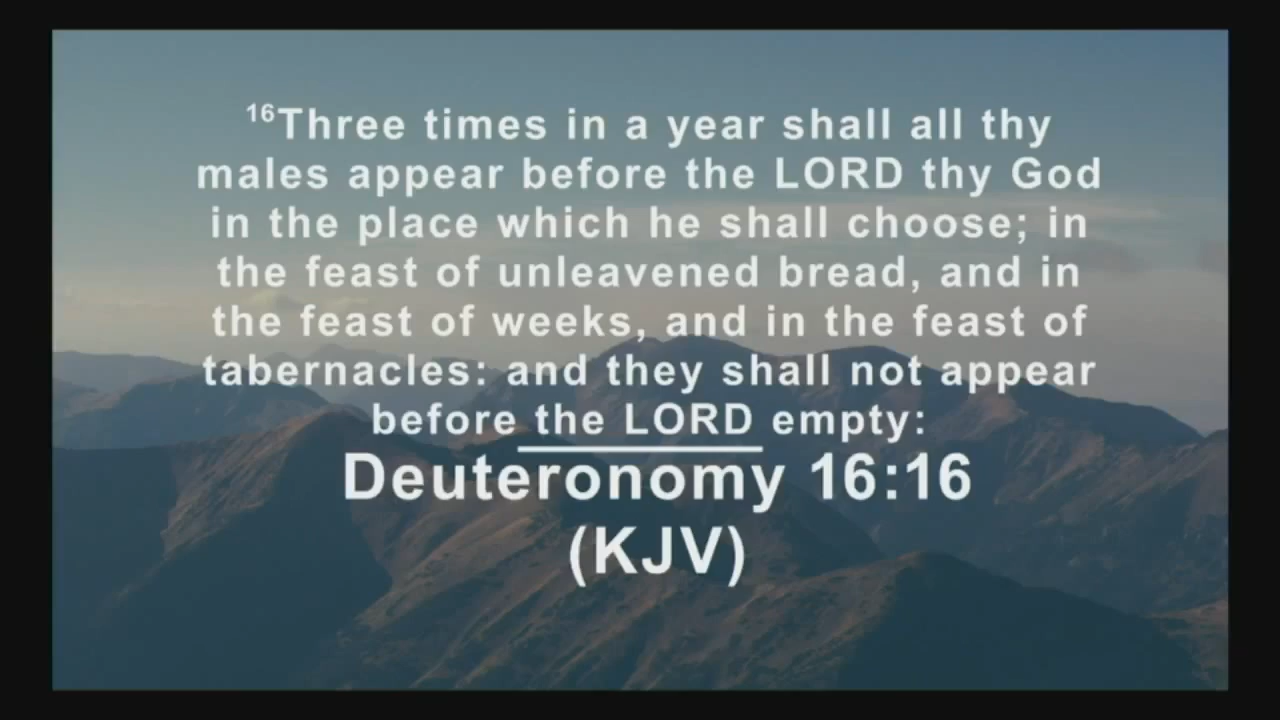 16Three times in a year shall all thy
males appear before the LORD thy God
in the place which he shall choose; in
the feast of unleavened bread, and in
the feast of weeks, and in the feast of
tabernacles: and they shall not appear
before the LORD empty:
Deuteronomy 16:16
(KJV)